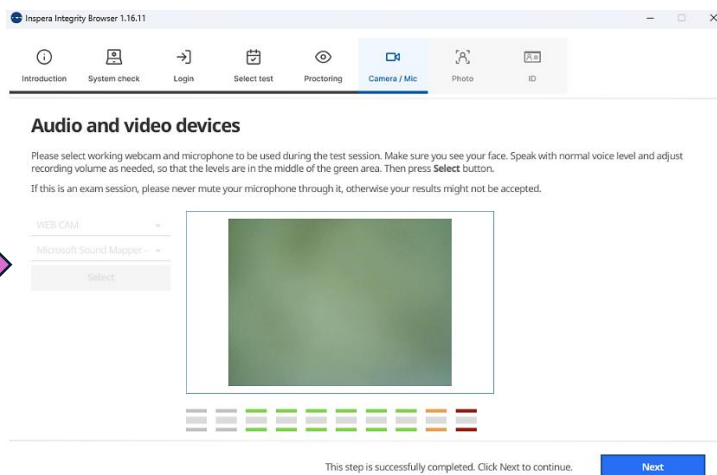 Inspera Integrity Browser 1.16.11
Introduction System check Login Select test Proctoring Camera / Mic Photo ID
Audio and video devices
Please select working webcam and microphone to be used during the test session. Make sure you see your face. Speak with normal voice level and adjust
recording volume as needed, so that the levels are in the middle of the green area. Then press Select button.
If this is an exam session, please never mute your microphone through it, otherwise your results might not be accepted.
WEB CAM
Microsoft Sound Mapper -
Select
This step is successfully completed. Click Next to continue.
Next